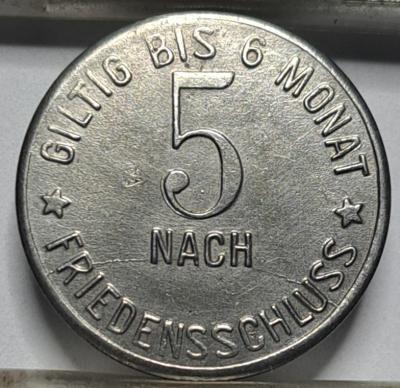 GILTIG BIS 6 MONAT
5
NACH
FRIEDENSSCHLUSS